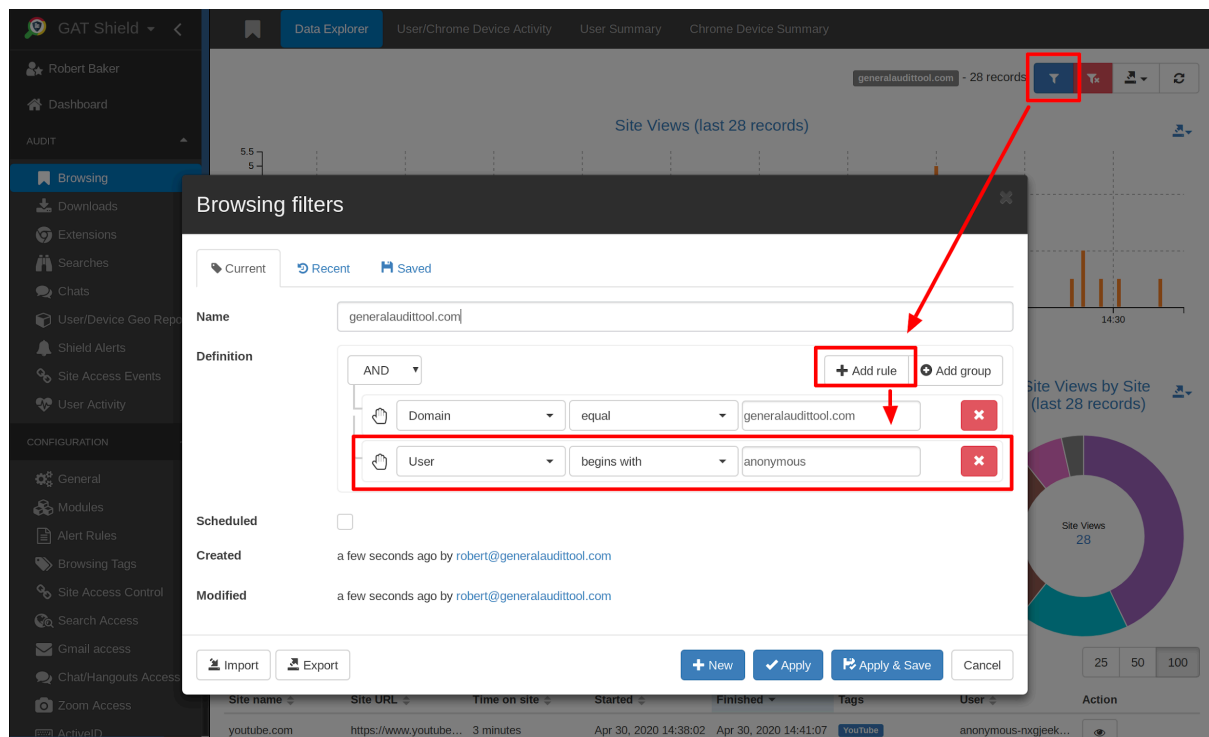 GAT Shield
Data Explorer User/Chrome Device Activity User Summary Chrome Device Summary
Robert Baker
generalaudittool.com - 28 records
Dashboard
Site Views (last 28 records)
AUDIT
5.5
5
Browsing
Downloads
Extensions
Searches
Chats
User/Device Geo Repo
Shield Alerts
Site Access Events
User Activity
CONFIGURATION
General
Modules
Alert Rules
Browsing Tags
Site Access Control
Search Access
Gmail access
Chat/Hangouts Access
Zoom Access
ActiveID
Browsing filters
Current Recent Saved
Name generalaudittool.com
Definition
AND Add rule Add group
Domain equal generalaudittool.com
User begins with anonymous
Scheduled
Created a few seconds ago by robert@generalaudittool.com
Modified a few seconds ago by robert@generalaudittool.com
Import Export New Apply Apply & Save Cancel
14:30
Site Views by Site
(last 28 records)
Site Views
28
25 50 100
Site name Site URL Time on site Started Finished Tags User Action
youtube.com https://www.youtube... 3 minutes Apr 30, 2020 14:38:02 Apr 30, 2020 14:41:07 YouTube anonymous-nxgjeek...